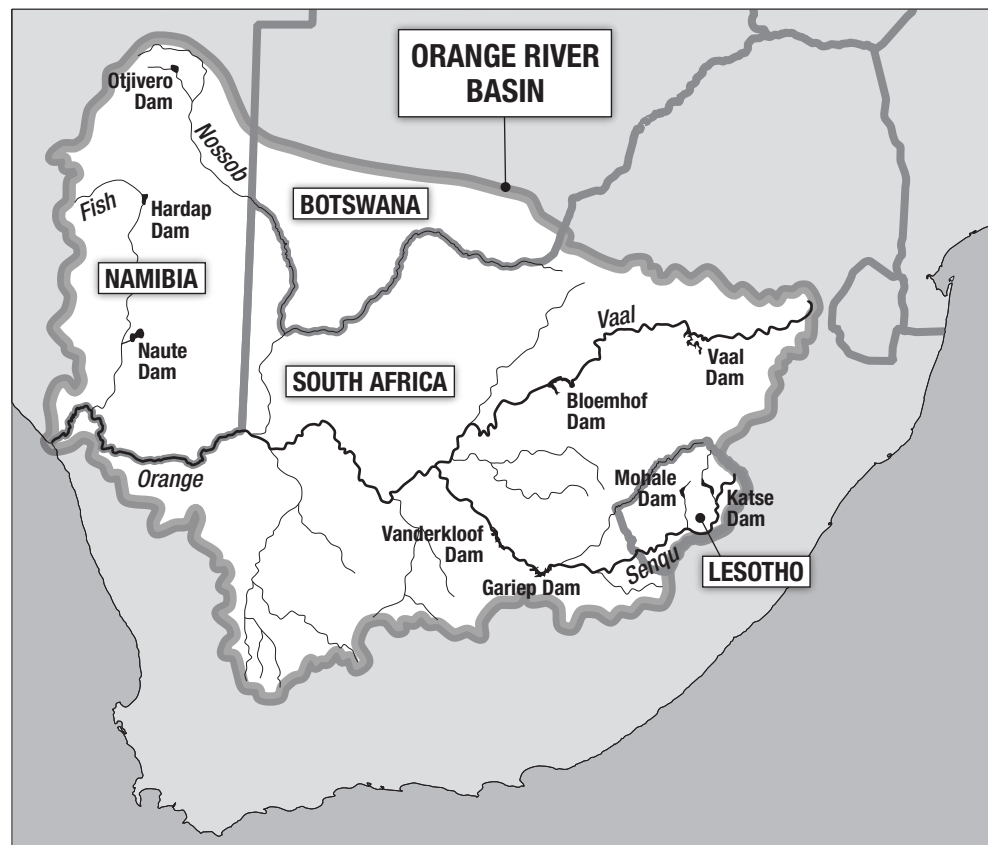 ORANGE RIVER
BASIN
Otjivero
Dam
Nossob
BOTSWANA
Fish
Hardap
Dam
NAMIBIA
Naute
Dam
Vaal
Vaal
Dam
SOUTH AFRICA
Bloemhof
Dam
Orange
Mohale
Dam
Katse
Dam
Vanderkloof
Dam
Senqu
LESOTHO
Gariep Dam